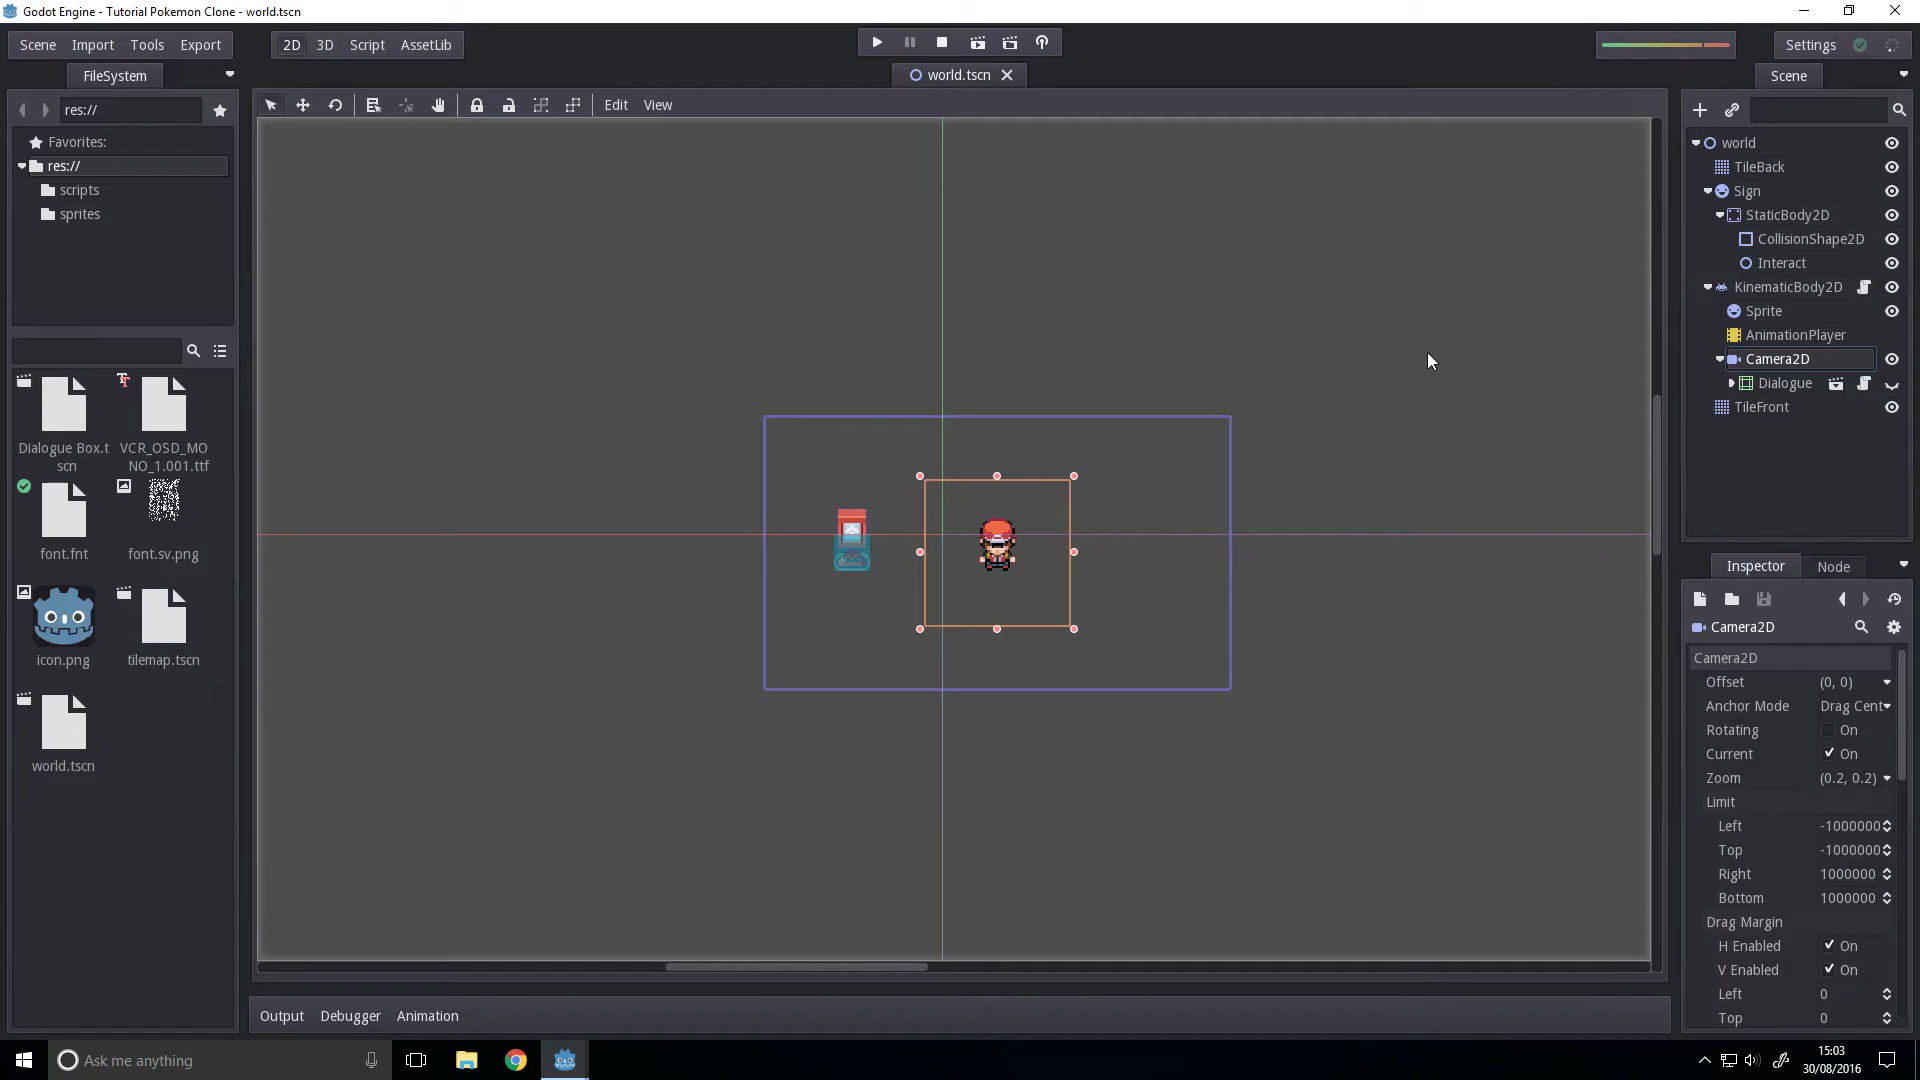 Godot Engine - Tutorial Pokemon Clone - world.tscn
Scene Import Tools Export
2D 3D Script AssetLib
Settings
FileSystem
world.tscn
Scene
res://
Edit View
Favorites:
res://
scripts
sprites
Dialogue Box.t
scn
VCR_OSD_MO
NO_1.001.ttf
font.fnt
font.sv.png
icon.png
tilemap.tscn
world.tscn
world
TileBack
Sign
StaticBody2D
CollisionShape2D
Interact
KinematicBody2D
Sprite
AnimationPlayer
Camera2D
Dialogue
TileFront
Inspector Node
Camera2D
Camera2D
Offset (0, 0)
Anchor Mode Drag Cent
Rotating On
Current On
Zoom (0.2, 0.2)
Limit
Left -1000000
Top -1000000
Right 1000000
Bottom 1000000
Drag Margin
H Enabled On
V Enabled On
Left 0
Top 0
Output Debugger Animation
Ask me anything
15:03
30/08/2016